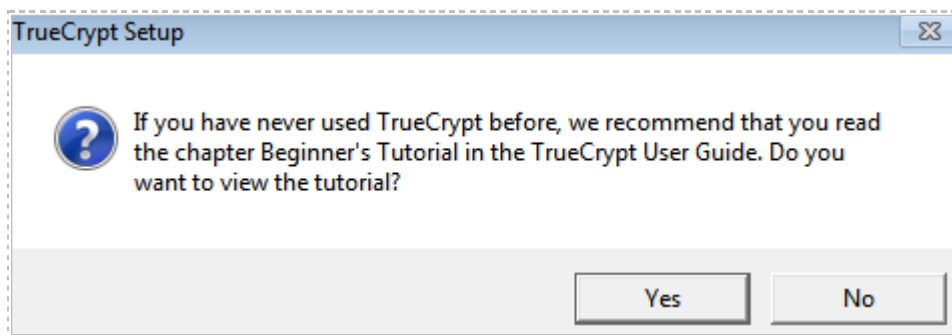 TrueCrypt Setup
If you have never used TrueCrypt before, we recommend that you read
the chapter Beginner's Tutorial in the TrueCrypt User Guide. Do you
want to view the tutorial?
Yes
No